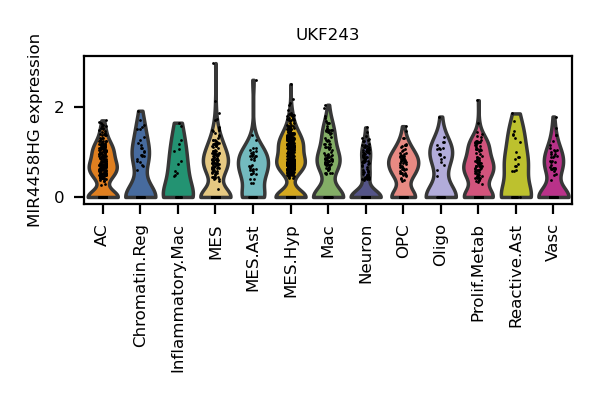 UKF243
MIR4458HG expression
2
0
AC
Chromatin.Reg
Inflammatory.Mac
MES
MES.Ast
MES.Hyp
Mac
Neuron
OPC
Oligo
Prolif.Metab
Reactive.Ast
Vasc